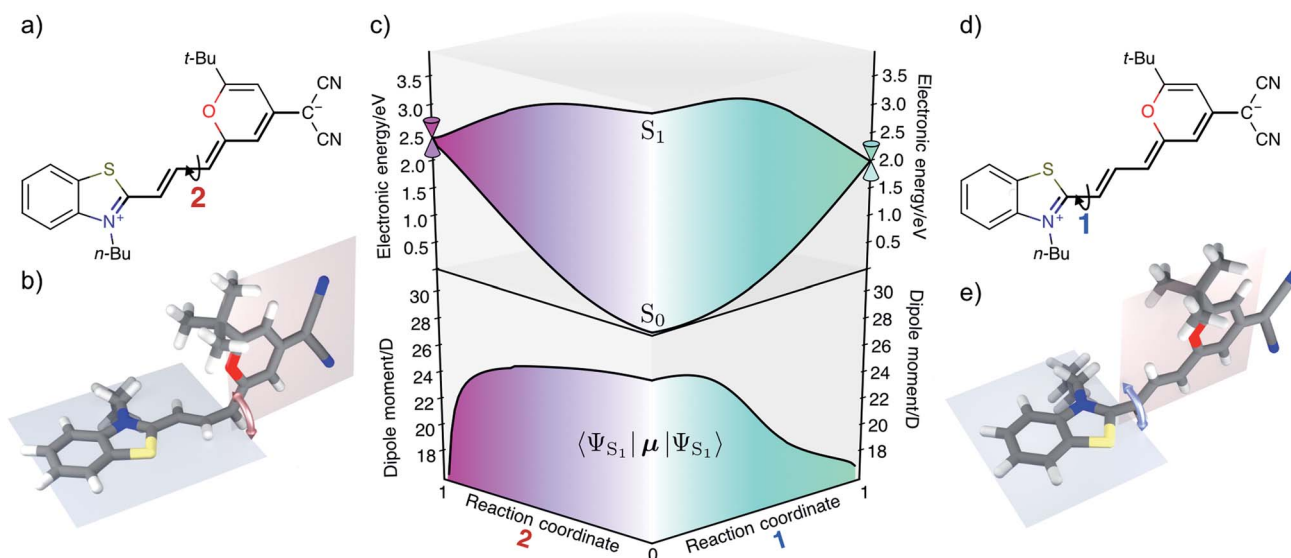 a)
t-Bu
O
CN
C⁻
CN
S
N⁺
n-Bu
2
b)
c)
Electronic energy/eV
3.5
3.0
2.5
2.0
1.5
1.0
0.5
S₁
S₀
Electronic energy/eV
3.5
3.0
2.5
2.0
1.5
1.0
0.5
Dipole moment/D
30
28
26
24
22
20
18
⟨Ψ_S₁| μ |Ψ_S₁⟩
Dipole moment/D
30
28
26
24
22
20
18
1
Reaction coordinate
2
0
Reaction coordinate
1
1
d)
t-Bu
O
CN
C⁻
CN
S
N⁺
n-Bu
1
e)